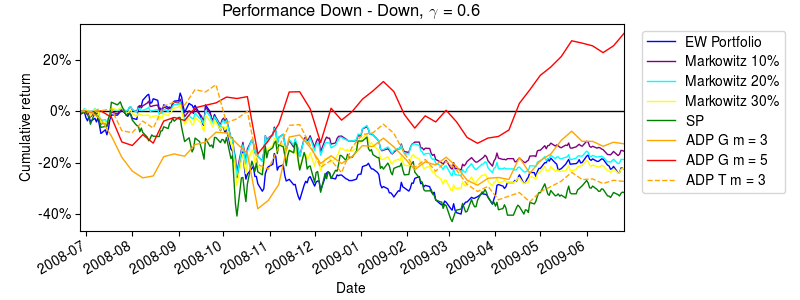 Performance Down - Down, γ = 0.6
Cumulative return
20%
0%
-20%
-40%
2008-07
2008-08
2008-09
2008-10
2008-11
2008-12
2009-01
2009-02
2009-03
2009-04
2009-05
2009-06
Date
EW Portfolio
Markowitz 10%
Markowitz 20%
Markowitz 30%
SP
ADP G m = 3
ADP G m = 5
ADP T m = 3